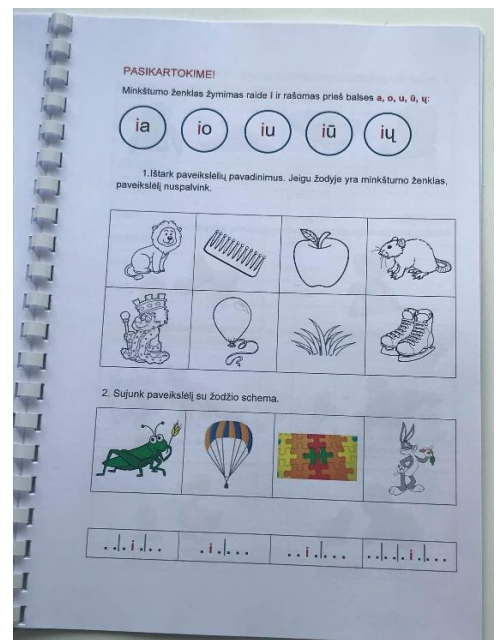 PASIKARTOKIME!
Minkštumo ženklas žymimas raide I ir rašomas prieš balses a, o, u, ū, ų:
ia io iu iū ių
1.Ištark paveikslėlių pavadinimus. Jeigu žodyje yra minkštumo ženklas,
paveikslėlį nuspalvink.
2. Sujunk paveikslėlį su žodžio schema.
. . | . i . | . . . i . | . . . . . i . | . . . . . | . . | . i . | . .